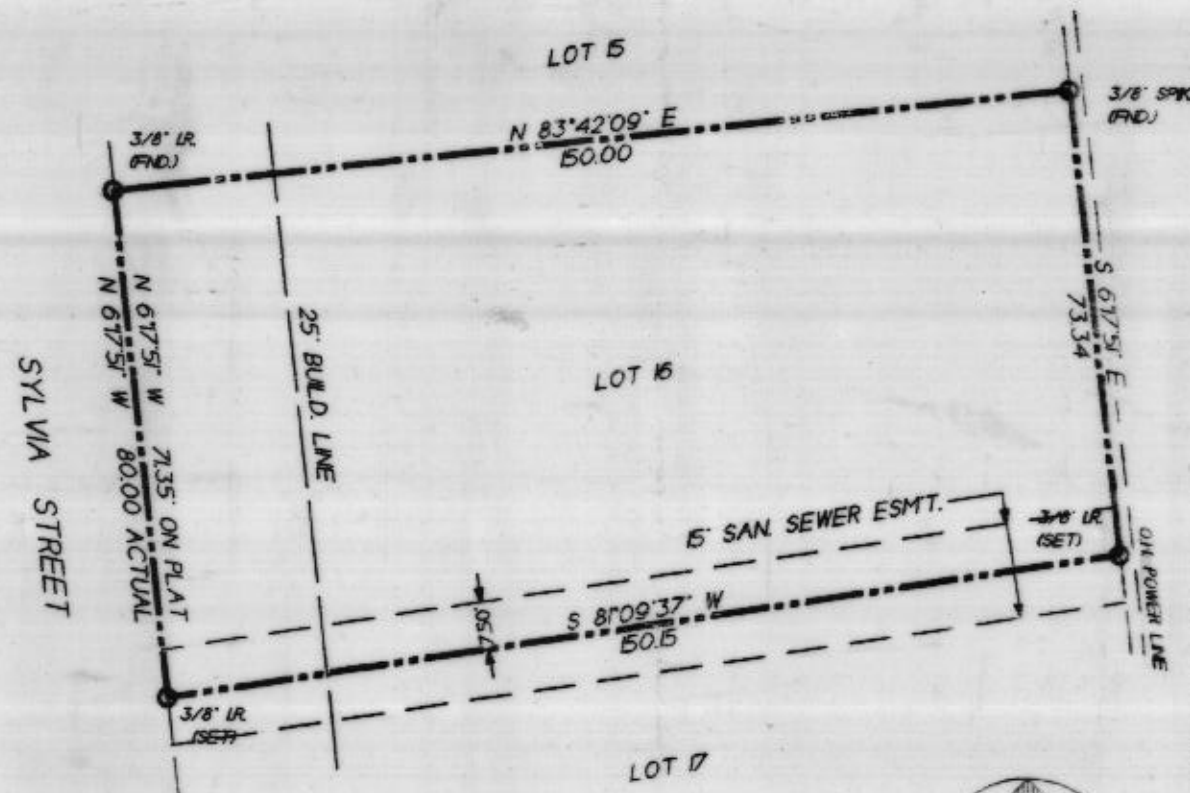 LOT 15
3/8" I.R.
(FND.)
N 83°42'09" E
150.00
3/8" SPIK
(FND.)
N 6°17'51" W 71.35 ON PLAT
N 6°17'51" W 80.00 ACTUAL
SYLVIA STREET
25' BUILD. LINE
LOT 16
S 6°17'51" E
73.34
15' SAN. SEWER ESMT.
3/8" I.R.
(SET)
OH. POWER LINE
7.56'
S 81°09'37" W
150.15
3/8" I.R.
(SET)
LOT 17